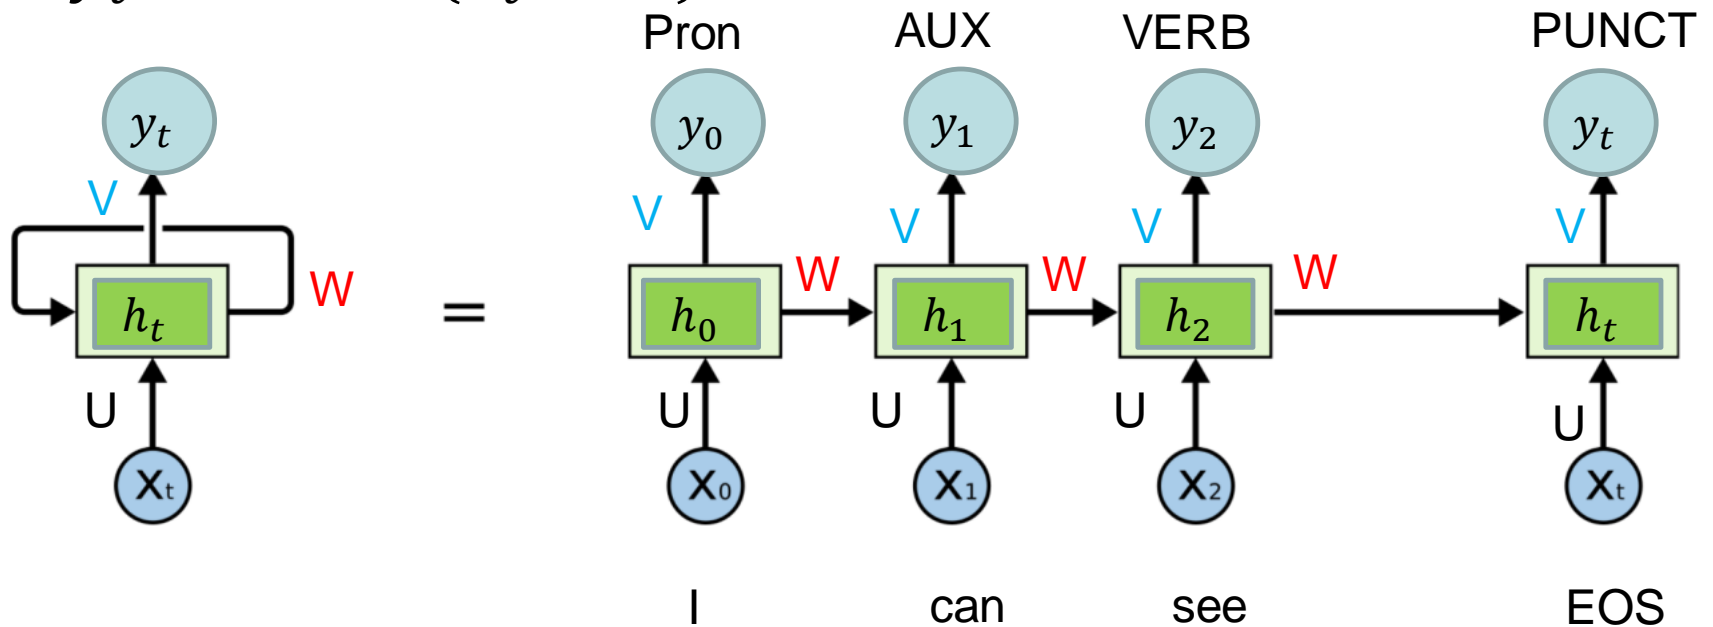 Pron AUX VERB PUNCT
yₜ y₀ y₁ y₂ yₜ
V V V V V
W W W W
hₜ = h₀ h₁ h₂ hₜ
U U U U U
Xₜ X₀ X₁ X₂ Xₜ
I can see EOS